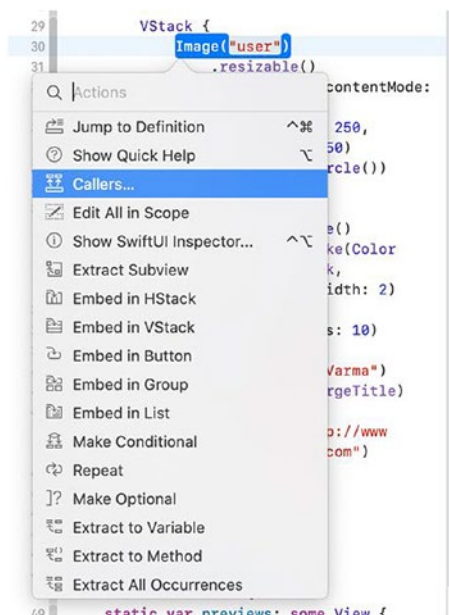 29 VStack {
30 Image("user")
31 .resizable()
Actions
contentMode:
Jump to Definition ^⌘
250,
Show Quick Help ⌥
50)
Callers...
rcle())
Edit All in Scope
Show SwiftUI Inspector... ^⌥
e()
ke(Color
Extract Subview
k,
Embed in HStack
idth: 2)
Embed in VStack
s: 10)
Embed in Button
Varma")
Embed in Group
rgeTitle)
Embed in List
Make Conditional
p://www
com")
Repeat
Make Optional
Extract to Variable
Extract to Method
Extract All Occurrences
49 static var previews: some View {